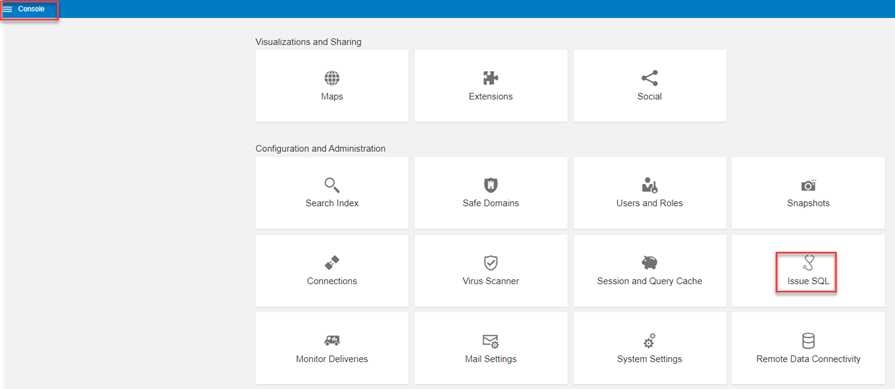 Console
Visualizations and Sharing
Maps Extensions Social
Configuration and Administration
Search Index Safe Domains Users and Roles Snapshots
Connections Virus Scanner Session and Query Cache Issue SQL
Monitor Deliveries Mail Settings System Settings Remote Data Connectivity